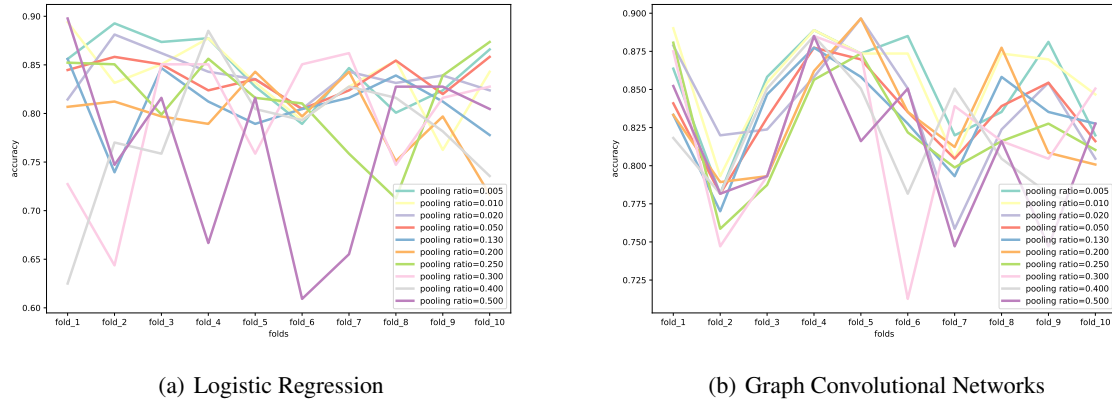 0.90
0.85
0.80
0.75
0.70
0.65
0.60
accuracy
pooling ratio=0.005
pooling ratio=0.010
pooling ratio=0.020
pooling ratio=0.050
pooling ratio=0.130
pooling ratio=0.200
pooling ratio=0.250
pooling ratio=0.300
pooling ratio=0.400
pooling ratio=0.500
fold_1 fold_2 fold_3 fold_4 fold_5 fold_6 fold_7 fold_8 fold_9 fold_10
folds
(a) Logistic Regression
0.900
0.875
0.850
0.825
0.800
0.775
0.750
0.725
accuracy
pooling ratio=0.005
pooling ratio=0.010
pooling ratio=0.020
pooling ratio=0.050
pooling ratio=0.130
pooling ratio=0.200
pooling ratio=0.250
pooling ratio=0.300
pooling ratio=0.400
pooling ratio=0.500
fold_1 fold_2 fold_3 fold_4 fold_5 fold_6 fold_7 fold_8 fold_9 fold_10
folds
(b) Graph Convolutional Networks